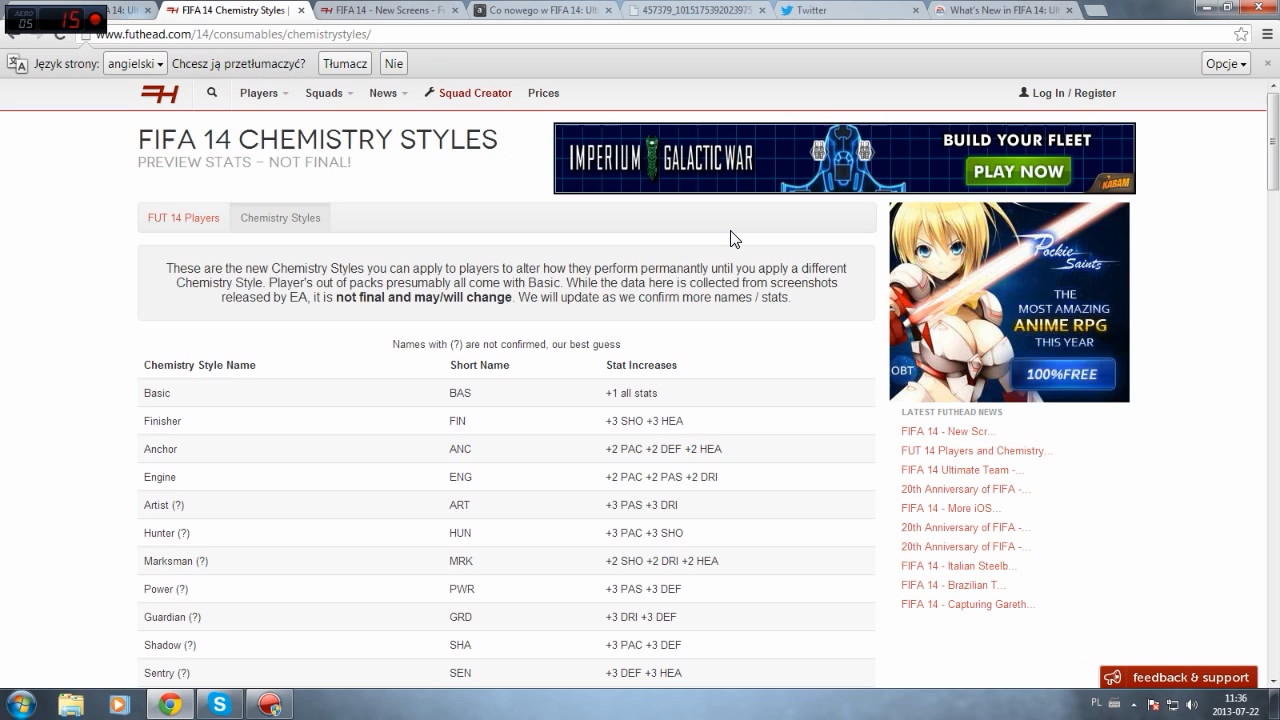 FIFA 14 Chemistry Styles |
FIFA 14 - New Screens - F
Co nowego w FIFA 14: Ult
457379_10151753920
Twitter
What's New in FIFA 14: Ul
AERO
05
15
www.futhead.com/14/consumables/chemistrystyles/
Język strony: angielski Chcesz ją przetłumaczyć? Tłumacz Nie Opcje
Players Squads News Squad Creator Prices Log In / Register
FIFA 14 CHEMISTRY STYLES
PREVIEW STATS – NOT FINAL!
IMPERIUM GALACTIC WAR
BUILD YOUR FLEET
PLAY NOW
KABAM
FUT 14 Players Chemistry Styles
These are the new Chemistry Styles you can apply to players to alter how they perform permanantly until you apply a different
Chemistry Style. Player's out of packs presumably all come with Basic. While the data here is collected from screenshots
released by EA, it is not final and may/will change. We will update as we confirm more names / stats.
Pockie
Saints
THE
MOST AMAZING
ANIME RPG
THIS YEAR
OBT
100%FREE
Names with (?) are not confirmed, our best guess
Chemistry Style Name Short Name Stat Increases
Basic BAS +1 all stats
Finisher FIN +3 SHO +3 HEA
Anchor ANC +2 PAC +2 DEF +2 HEA
Engine ENG +2 PAC +2 PAS +2 DRI
Artist (?) ART +3 PAS +3 DRI
Hunter (?) HUN +3 PAC +3 SHO
Marksman (?) MRK +2 SHO +2 DRI +2 HEA
Power (?) PWR +3 PAS +3 DEF
Guardian (?) GRD +3 DRI +3 DEF
Shadow (?) SHA +3 PAC +3 DEF
Sentry (?) SEN +3 DEF +3 HEA
LATEST FUTHEAD NEWS
FIFA 14 - New Scr...
FUT 14 Players and Chemistry...
FIFA 14 Ultimate Team -...
20th Anniversary of FIFA -...
FIFA 14 - More iOS...
20th Anniversary of FIFA -...
20th Anniversary of FIFA -...
FIFA 14 - Italian Steelb...
FIFA 14 - Brazilian T...
FIFA 14 - Capturing Gareth...
feedback & support
PL
11:36
2013-07-22